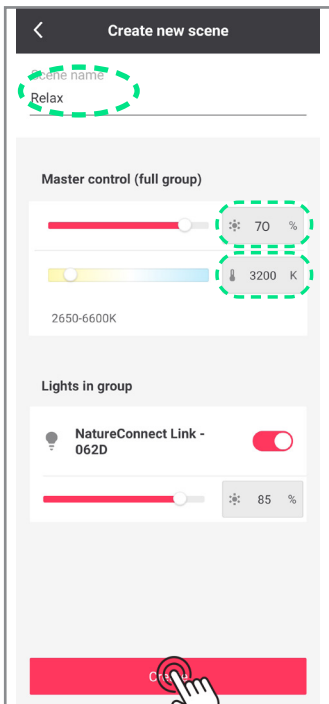 Create new scene
Scene name
Relax
Master control (full group)
70 %
3200 K
2650-6600K
Lights in group
NatureConnect Link -
062D
85 %